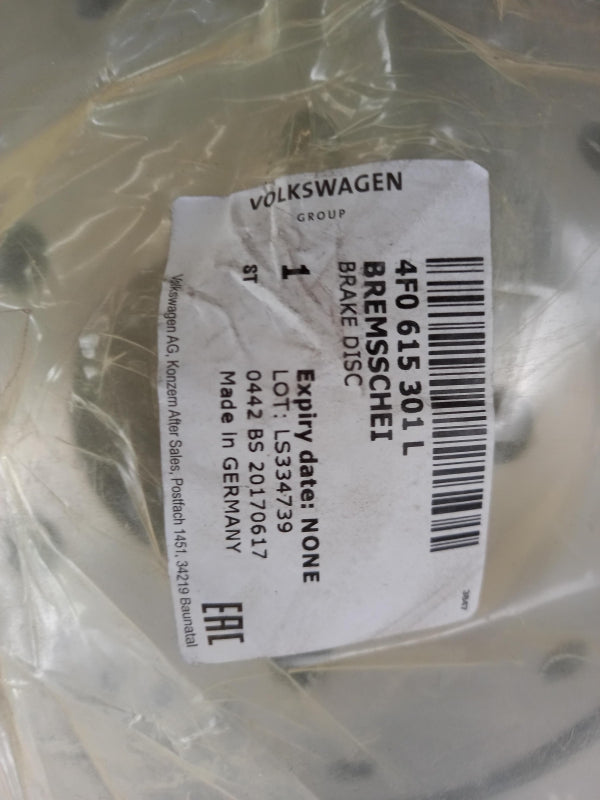 VOLKSWAGEN
GROUP
4F0 615 301 L
BREMSSCHEI
BRAKE DISC
1
ST
Expiry date: NONE
LOT: LS334739
0442 BS 20170617
Made in GERMANY
Volkswagen AG, Konzern After Sales, Postfach 1451, 34219 Baunatal
EAC
3847